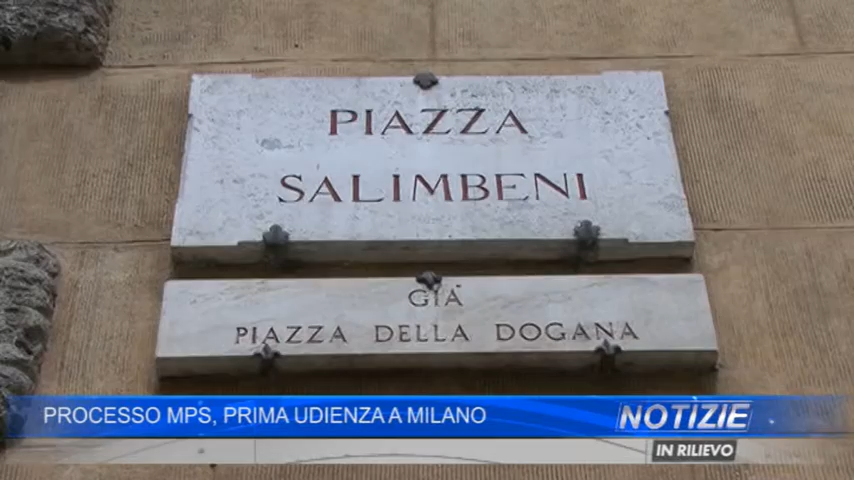 PIAZZA
SALIMBENI
GIÀ
PIAZZA DELLA DOGANA
PROCESSO MPS, PRIMA UDIENZA A MILANO
NOTIZIE
IN RILIEVO